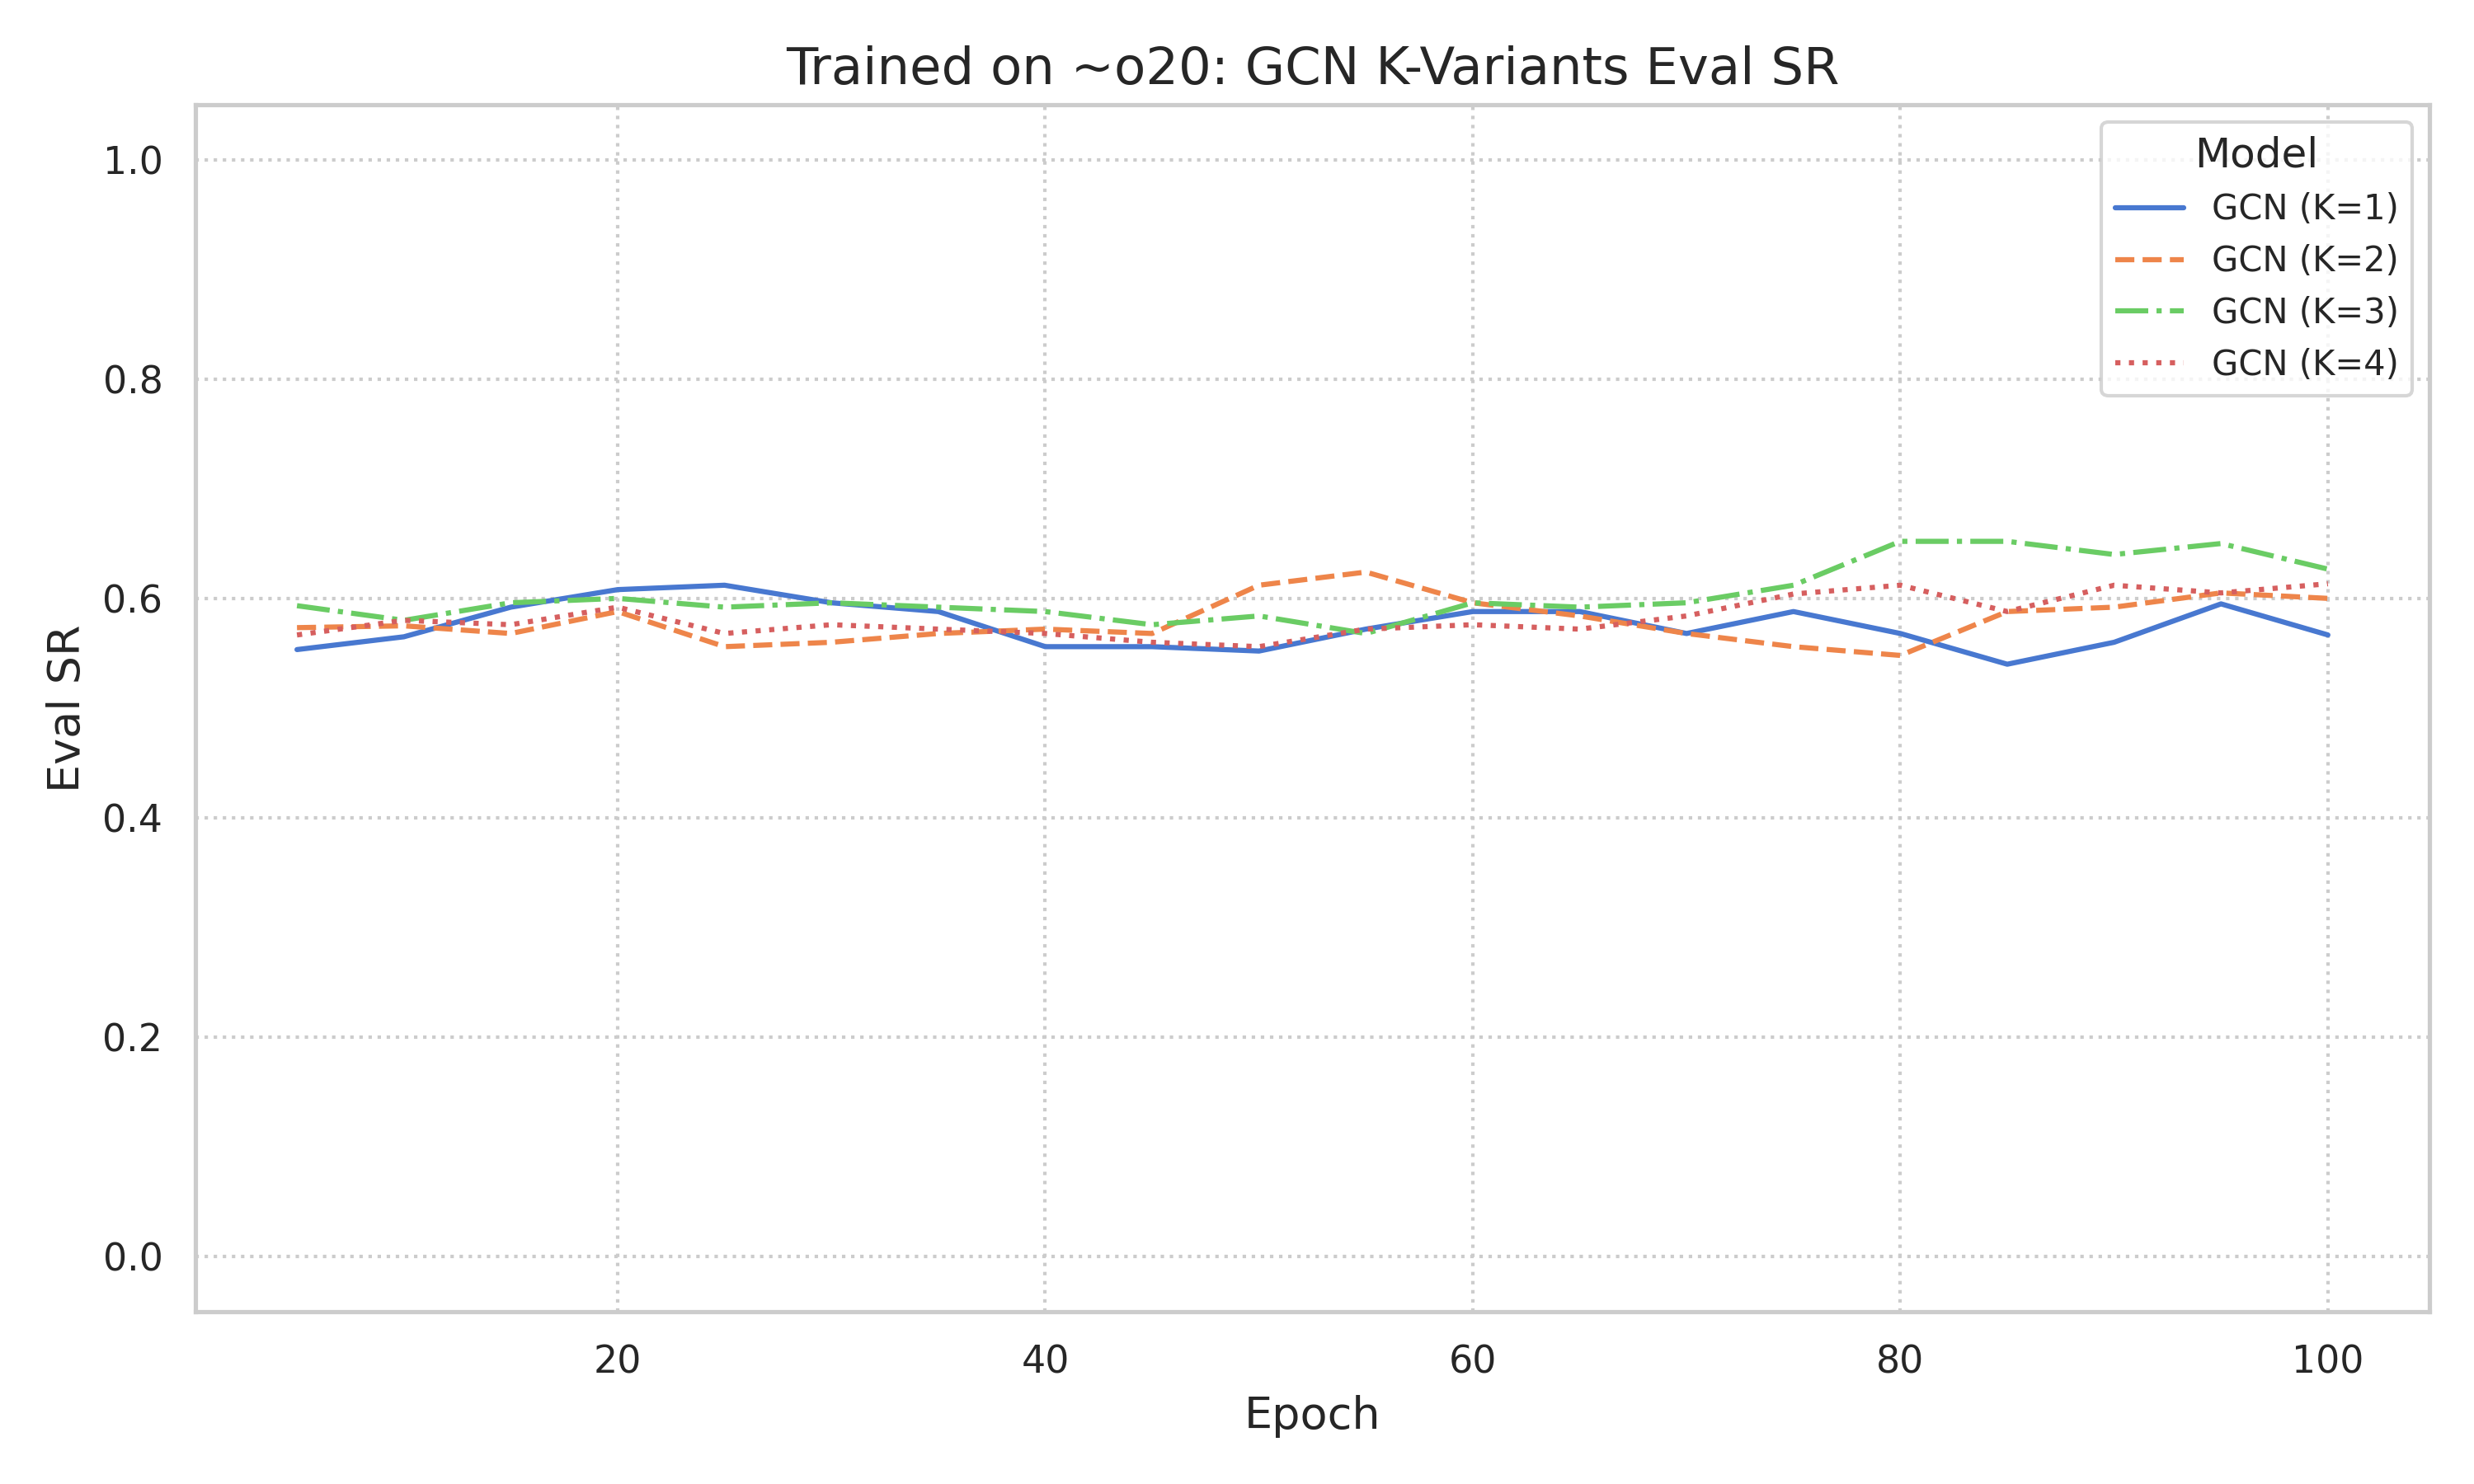 Trained on ~o20: GCN K-Variants Eval SR
Model
GCN (K=1)
GCN (K=2)
GCN (K=3)
GCN (K=4)
1.0
0.8
0.6
0.4
0.2
0.0
Eval SR
20 40 60 80 100
Epoch